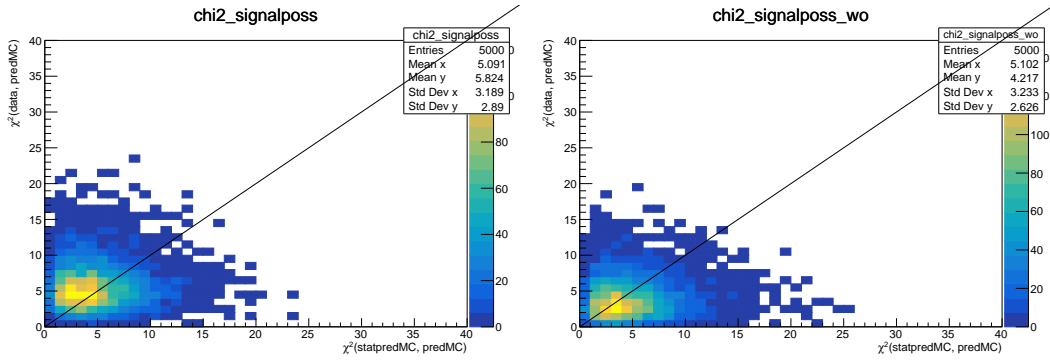 chi2_signalposs
chi2_signalposs
Entries 5000
Mean x 5.091
Mean y 5.824
Std Dev x 3.189
Std Dev y 2.89
χ²(data, predMC)
40
35
30
25
20
15
10
5
0
0 5 10 15 20 25 30 35 40
χ²(statpredMC, predMC)
80
60
40
20
0
chi2_signalposs_wo
chi2_signalposs_wo
Entries 5000
Mean x 5.102
Mean y 4.217
Std Dev x 3.233
Std Dev y 2.626
χ²(data, predMC)
40
35
30
25
20
15
10
5
0
0 5 10 15 20 25 30 35 40
χ²(statpredMC, predMC)
100
80
60
40
20
0